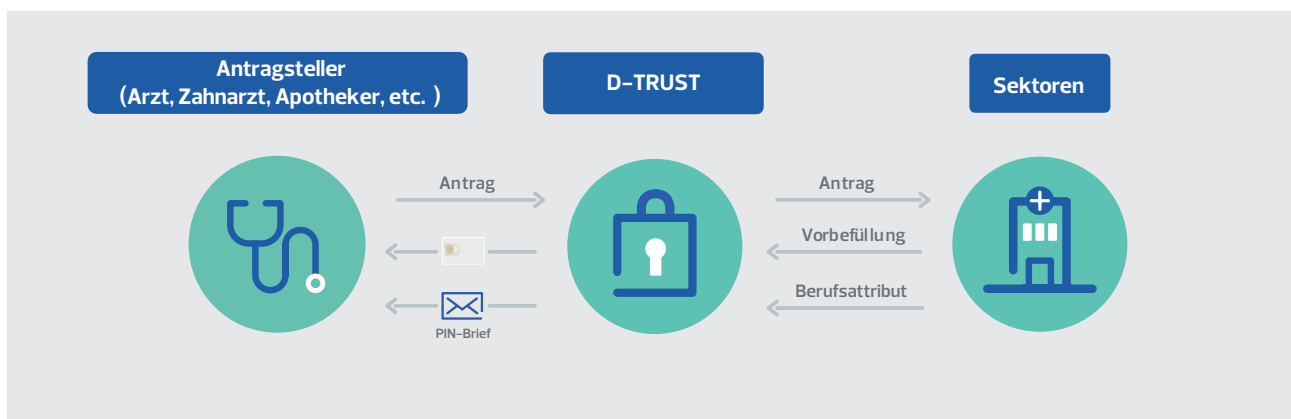 Antragsteller
(Arzt, Zahnarzt, Apotheker, etc. )
D-TRUST
Sektoren
Antrag
Antrag
Vorbefüllung
Berufsattribut
PIN-Brief